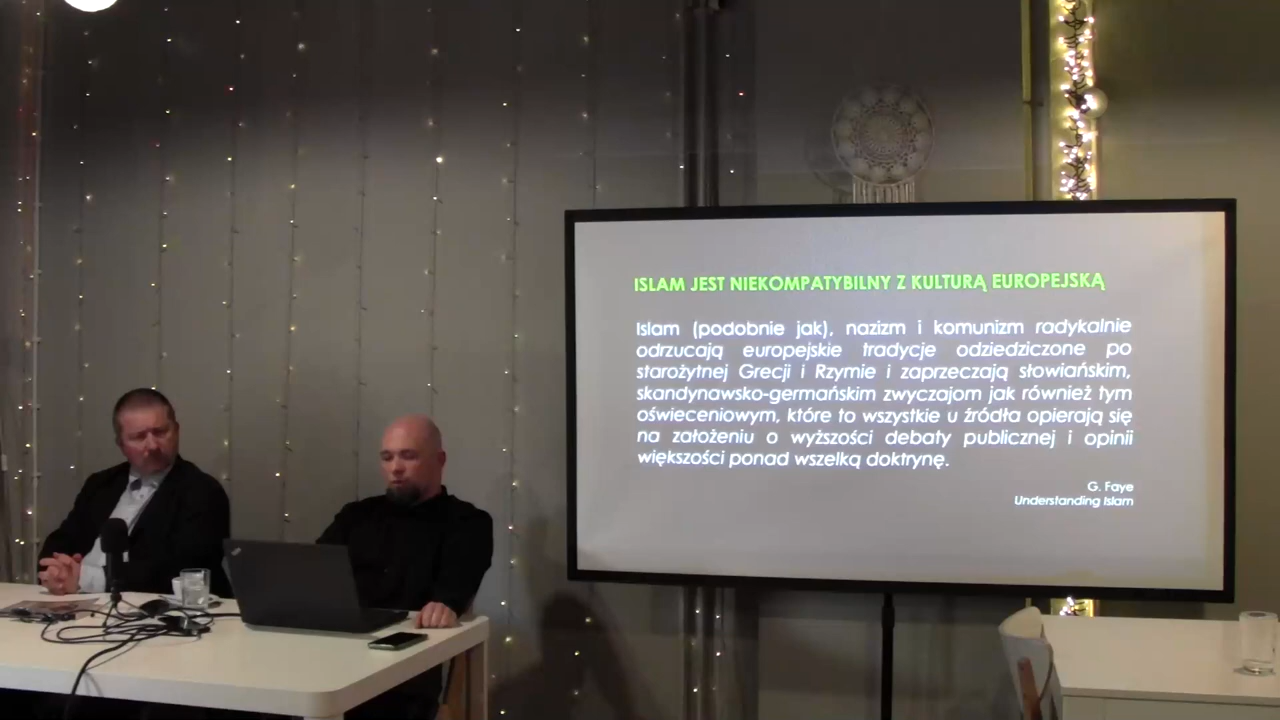 ISLAM JEST NIEKOMPATYBILNY Z KULTURĄ EUROPEJSKĄ
Islam (podobnie jak), nazizm i komunizm radykalnie
odrzucają europejskie tradycje odziedziczone po
starożytnej Grecji i Rzymie i zaprzeczają słowiańskim,
skandynawsko-germańskim zwyczajom jak również tym
oświeceniowym, które to wszystkie u źródła opierają się
na założeniu o wyższości debaty publicznej i opinii
większości ponad wszelką doktrynę.
G. Faye
Understanding Islam